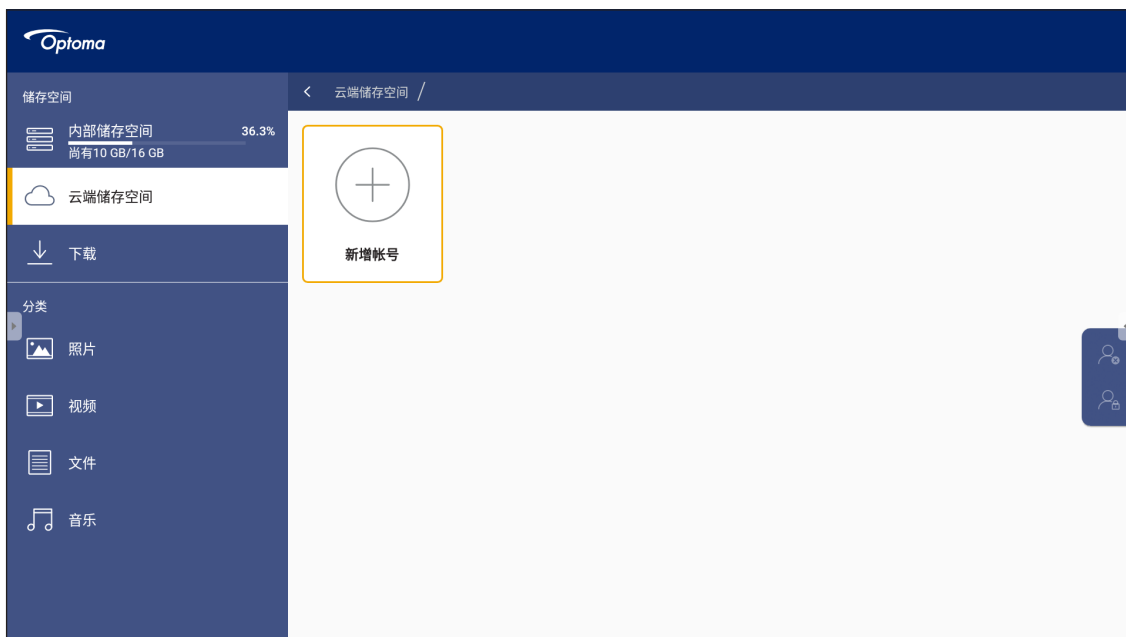 Optoma
储存空间
内部储存空间 36.3%
尚有10 GB/16 GB
云端储存空间
下载
分类
照片
视频
文件
音乐
云端储存空间 /
新增帐号